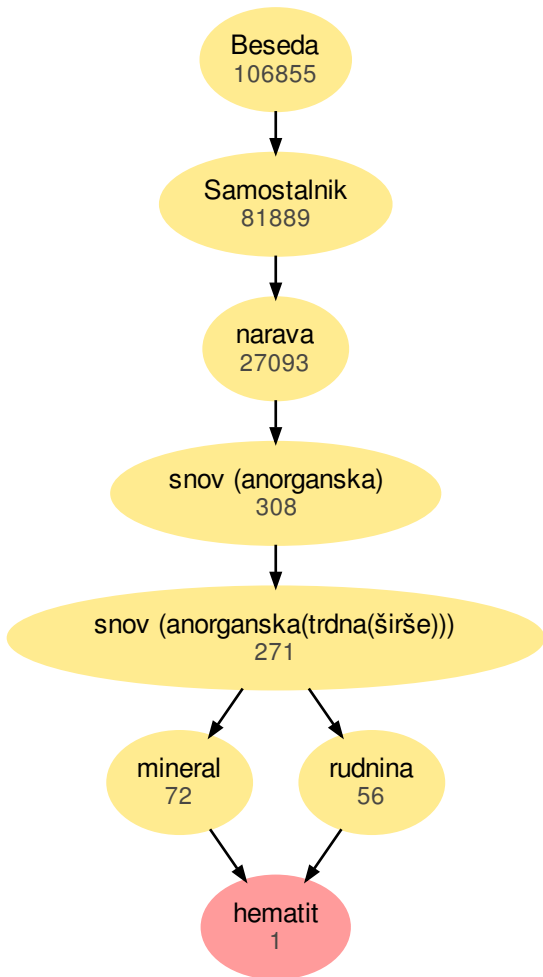 Beseda
106855
Samostalnik
81889
narava
27093
snov (anorganska)
308
snov (anorganska(trdna(širše)))
271
mineral
72
rudnina
56
hematit
1